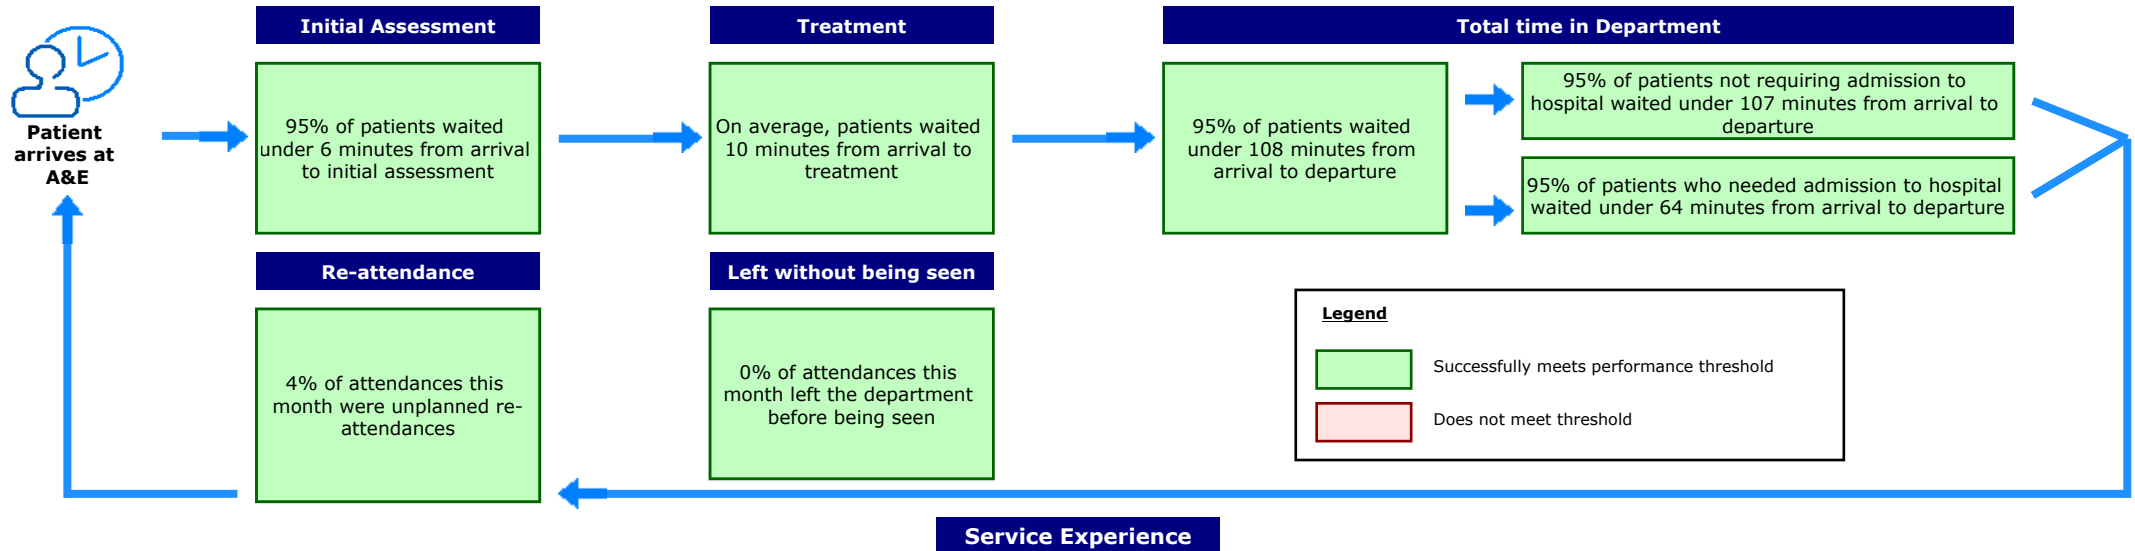 Initial Assessment
Treatment
Total time in Department
Patient
arrives at
A&E
95% of patients waited
under 6 minutes from arrival
to initial assessment
On average, patients waited
10 minutes from arrival to
treatment
95% of patients waited
under 108 minutes from
arrival to departure
95% of patients not requiring admission to
hospital waited under 107 minutes from arrival to
departure
95% of patients who needed admission to hospital
waited under 64 minutes from arrival to departure
Re-attendance
Left without being seen
4% of attendances this
month were unplanned re-
attendances
0% of attendances this
month left the department
before being seen
Legend
Successfully meets performance threshold
Does not meet threshold
Service Experience